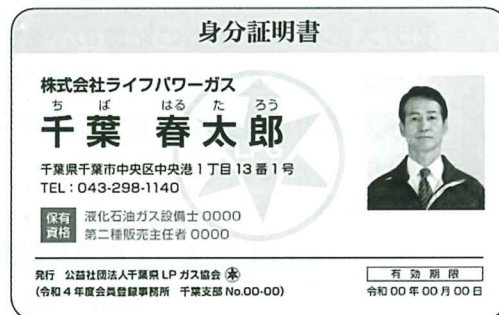 身分証明書
株式会社ライフパワーガス
ちば はるたろう
千葉 春太郎
千葉県千葉市中央区中央港1丁目13番1号
TEL：043-298-1140
保有資格
液化石油ガス設備士 0000
第二種販売主任者 0000
発行 公益社団法人千葉県LPガス協会
(令和4年度会員登録事務所 千葉支部 No.00-00)
有効期限
令和00年00月00日